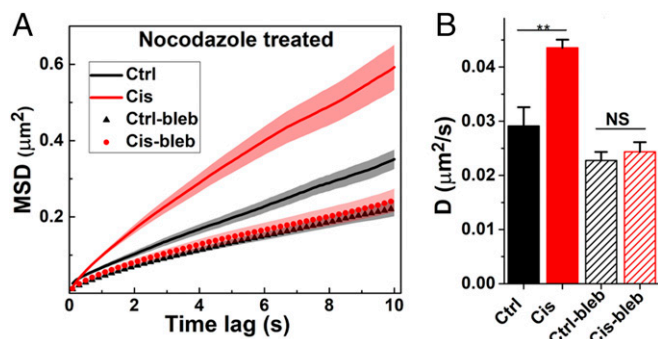 A
Nocodazole treated
Ctrl
Cis
Ctrl-bleb
Cis-bleb
MSD (μm²)
0.6
0.4
0.2
0
2
4
6
8
10
Time lag (s)
B
**
NS
D (μm²/s)
0.04
0.03
0.02
0.01
0.00
Ctrl
Cis
Ctrl-bleb
Cis-bleb